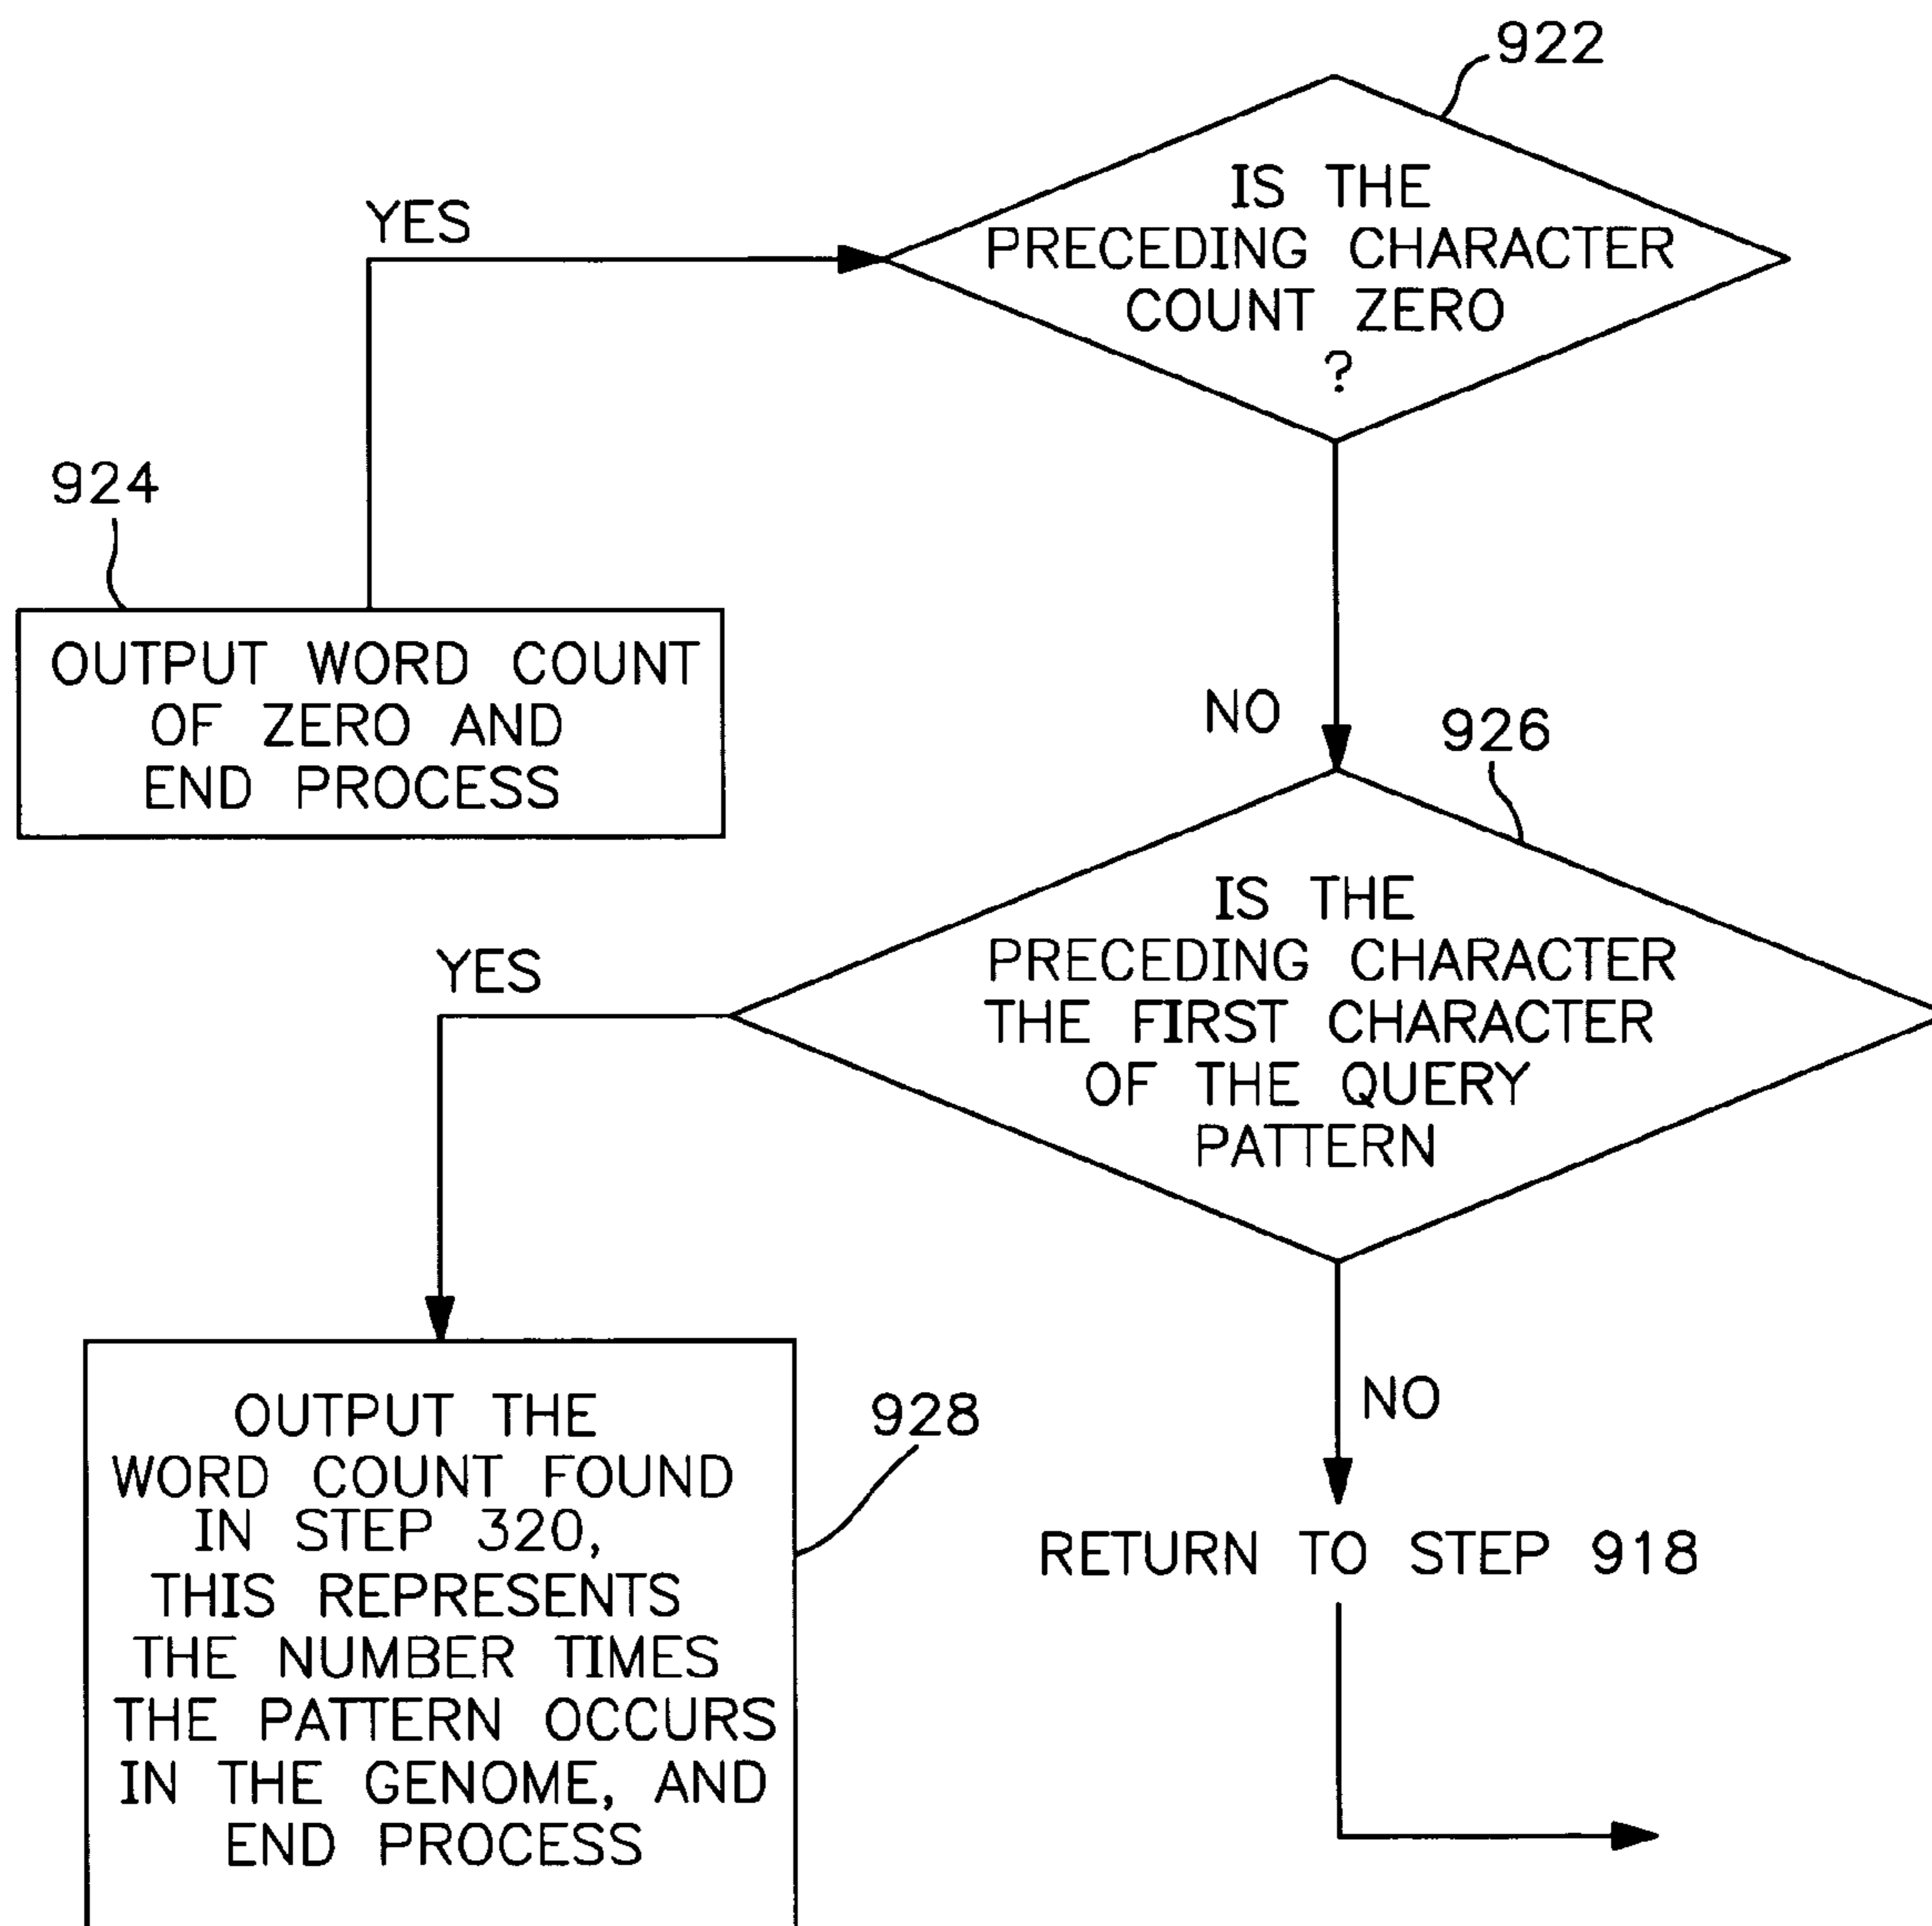 922
IS THE
PRECEDING CHARACTER
COUNT ZERO
?
YES
924
OUTPUT WORD COUNT
OF ZERO AND
END PROCESS
NO
926
IS THE
PRECEDING CHARACTER
THE FIRST CHARACTER
OF THE QUERY
PATTERN
YES
OUTPUT THE
WORD COUNT FOUND
IN STEP 320,
THIS REPRESENTS
THE NUMBER TIMES
THE PATTERN OCCURS
IN THE GENOME, AND
END PROCESS
928
NO
RETURN TO STEP 918